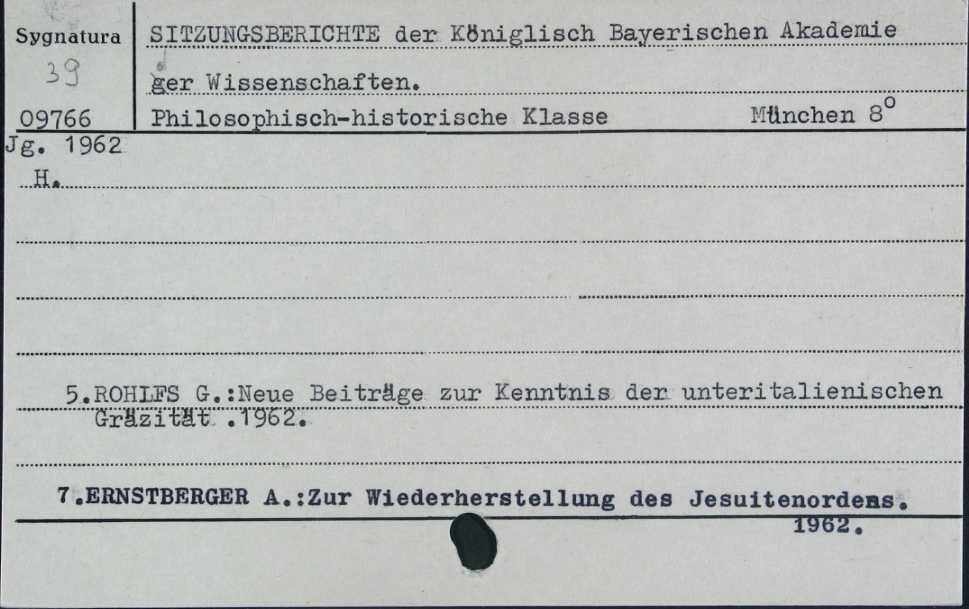 Sygnatura
39
09766
SITZUNGSBERICHTE der Königlisch Bayerischen Akademie
ger Wissenschaften.
Philosophisch-historische Klasse München 8°
Jg. 1962
H.
5.ROHLFS G.:Neue Beiträge zur Kenntnis der unteritalienischen
Gräzität .1962.
7.ERNSTBERGER A.:Zur Wiederherstellung des Jesuitenordens.
1962.